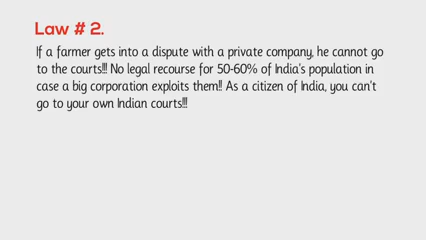 Law # 2.
If a farmer gets into a dispute with a private company, he cannot go
to the courts!!! No legal recourse for 50-60% of India's population in
case a big corporation exploits them!! As a citizen of India, you can't
go to your own Indian courts!!!